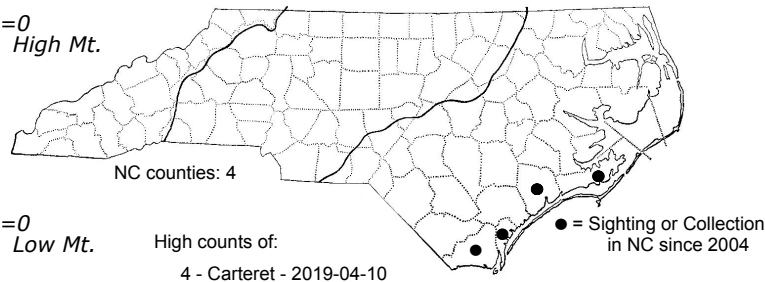 =0
High Mt.
NC counties: 4
=0
Low Mt.
High counts of:
4 - Carteret - 2019-04-10
= Sighting or Collection
in NC since 2004